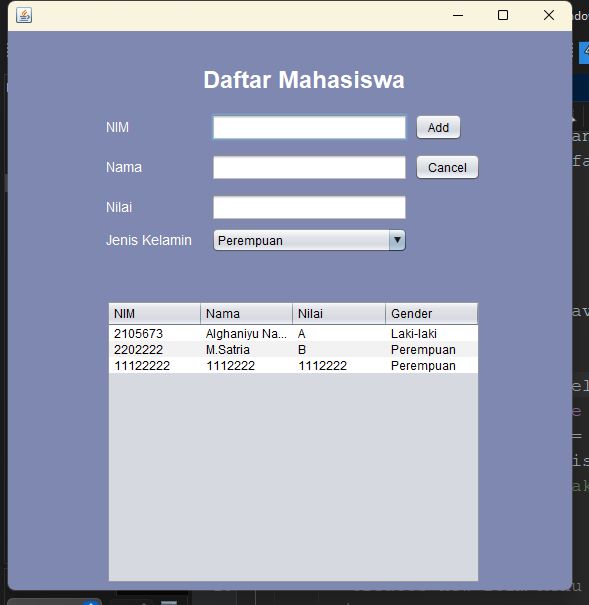 Daftar Mahasiswa
NIM Add
Nama Cancel
Nilai
Jenis Kelamin Perempuan
NIM Nama Nilai Gender
2105673 Alghaniyu Na... A Laki-laki
2202222 M.Satria B Perempuan
11122222 1112222 1112222 Perempuan